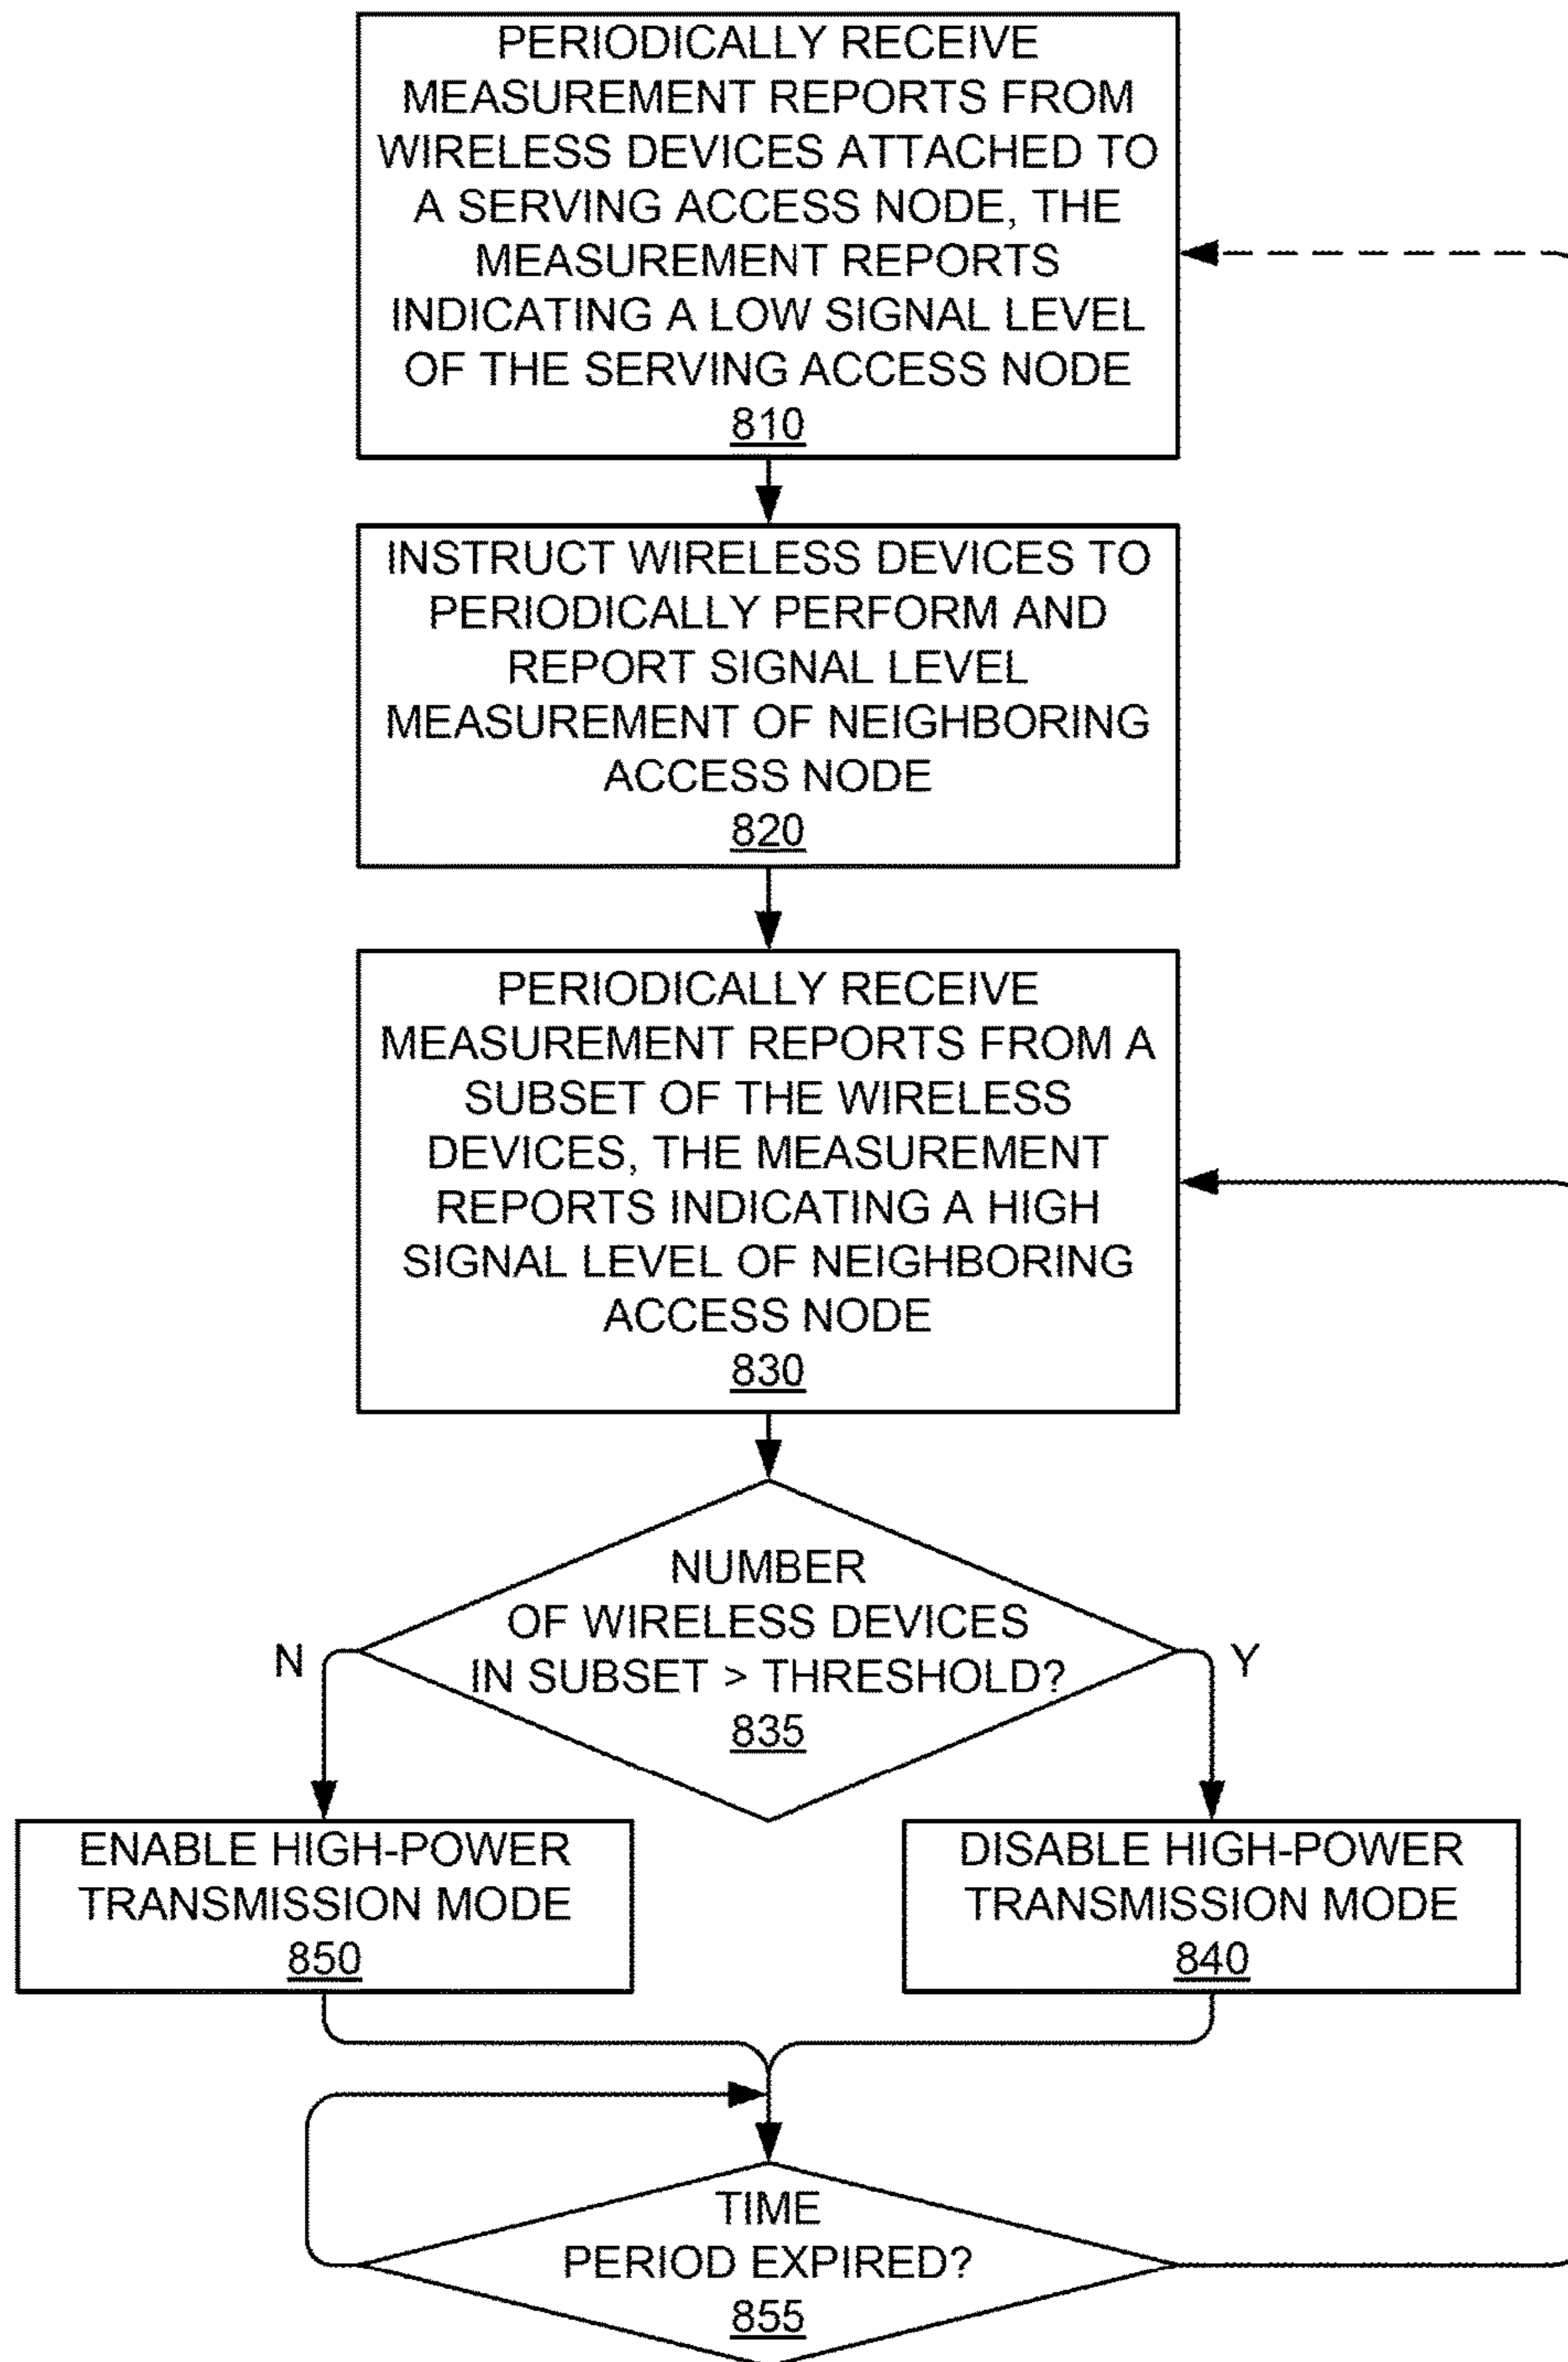 PERIODICALLY RECEIVE
MEASUREMENT REPORTS FROM
WIRELESS DEVICES ATTACHED TO
A SERVING ACCESS NODE, THE
MEASUREMENT REPORTS
INDICATING A LOW SIGNAL LEVEL
OF THE SERVING ACCESS NODE
810
INSTRUCT WIRELESS DEVICES TO
PERIODICALLY PERFORM AND
REPORT SIGNAL LEVEL
MEASUREMENT OF NEIGHBORING
ACCESS NODE
820
PERIODICALLY RECEIVE
MEASUREMENT REPORTS FROM A
SUBSET OF THE WIRELESS
DEVICES, THE MEASUREMENT
REPORTS INDICATING A HIGH
SIGNAL LEVEL OF NEIGHBORING
ACCESS NODE
830
NUMBER
OF WIRELESS DEVICES
IN SUBSET > THRESHOLD?
835
N
Y
ENABLE HIGH-POWER
TRANSMISSION MODE
850
DISABLE HIGH-POWER
TRANSMISSION MODE
840
TIME
PERIOD EXPIRED?
855